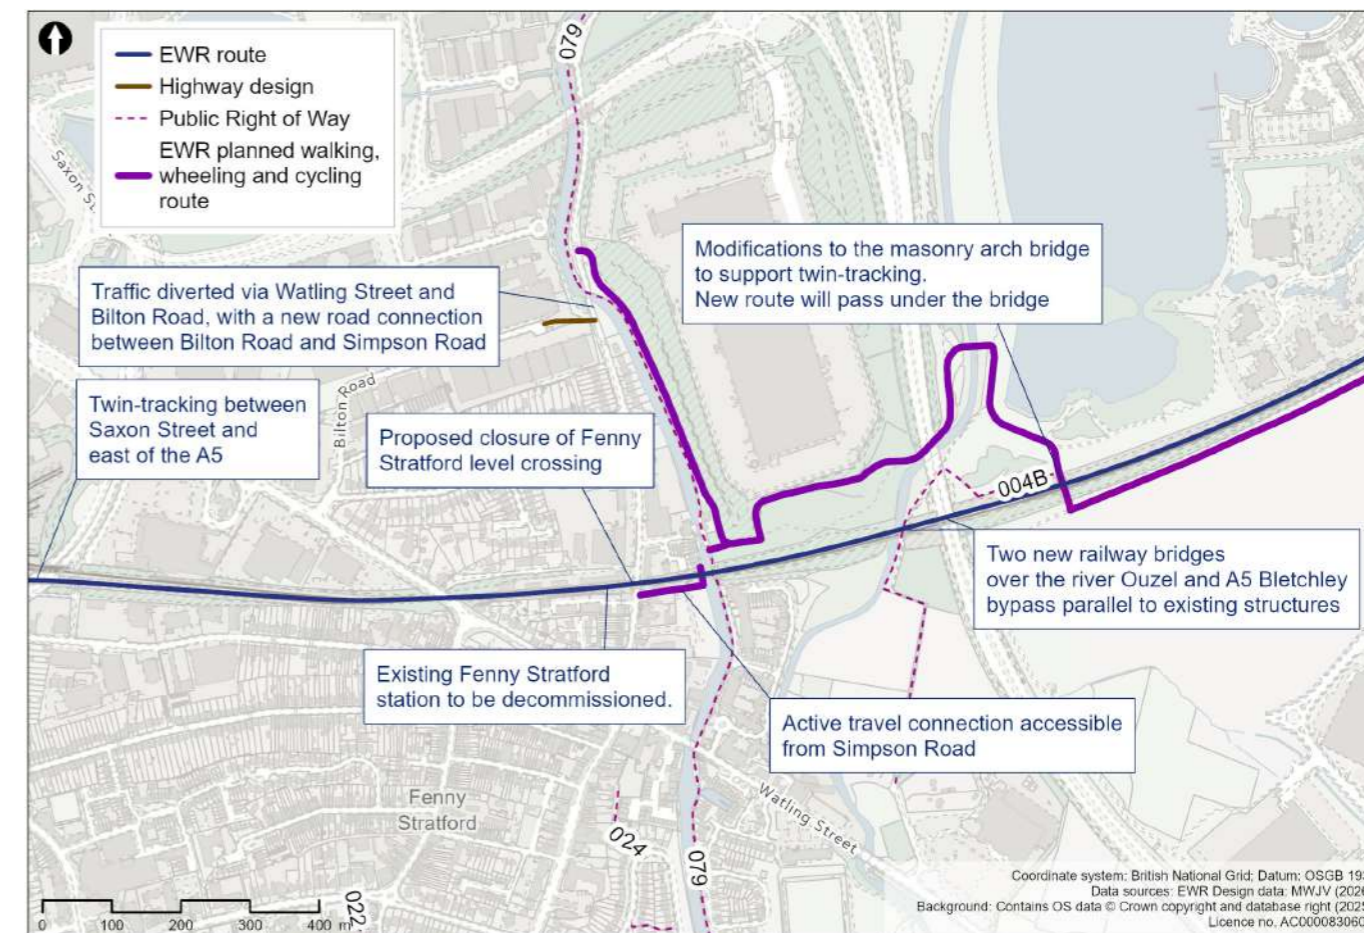 EWR route
Highway design
Public Right of Way
EWR planned walking,
wheeling and cycling
route
079
Saxon St
Traffic diverted via Watling Street and
Bilton Road, with a new road connection
between Bilton Road and Simpson Road
Modifications to the masonry arch bridge
to support twin-tracking.
New route will pass under the bridge
Twin-tracking between
Saxon Street and
east of the A5
Bilton Road
Proposed closure of Fenny
Stratford level crossing
004B
Two new railway bridges
over the river Ouzel and A5 Bletchley
bypass parallel to existing structures
Existing Fenny Stratford
station to be decommissioned.
Active travel connection accessible
from Simpson Road
Fenny
Stratford
Watling Street
024
079
022
0 100 200 300 400 m
Coordinate system: British National Grid; Datum: OSGB 193
Data sources: EWR Design data: MWJV (202
Background: Contains OS data © Crown copyright and database right (202
Licence no. AC000083060